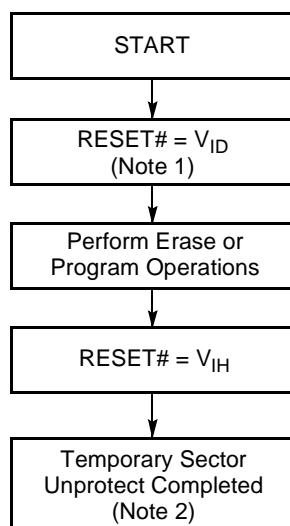 START
RESET# = VID
(Note 1)
Perform Erase or
Program Operations
RESET# = VIH
Temporary Sector
Unprotect Completed
(Note 2)